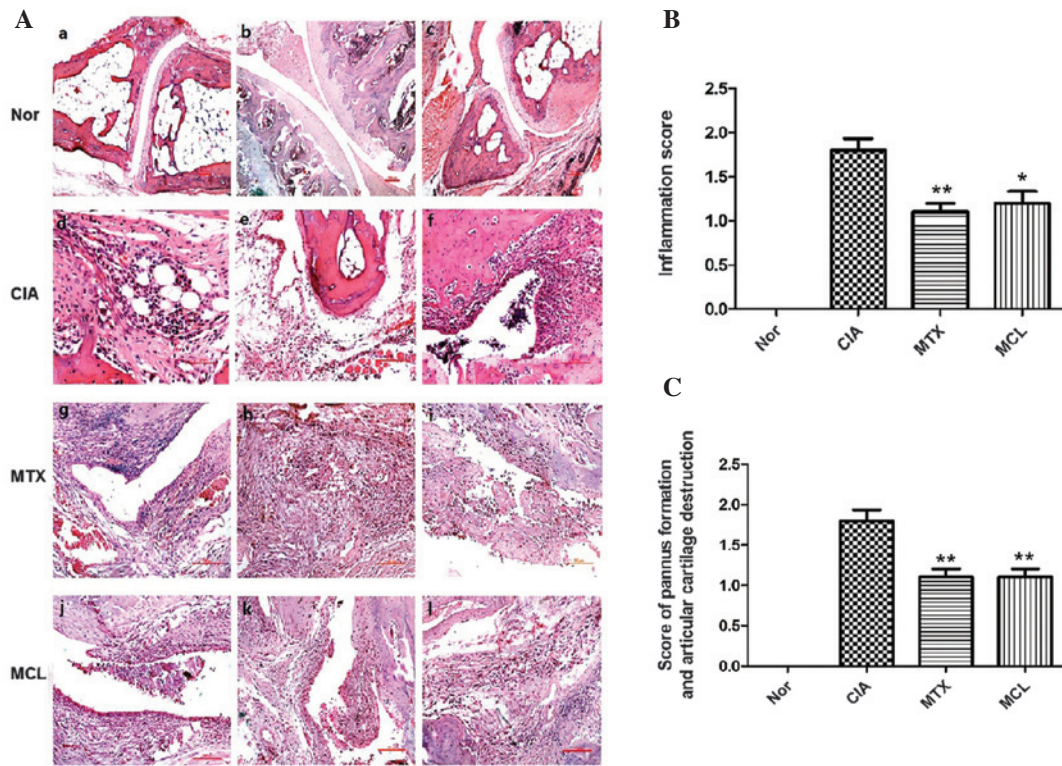 A
a
b
c
Nor
d
e
f
CIA
g
h
i
MTX
j
k
l
MCL
B
Inflammation score
2.5
2.0
1.5
1.0
0.5
0.0
**
*
Nor
CIA
MTX
MCL
C
Score of pannus formation
and articular cartilage destruction
2.5
2.0
1.5
1.0
0.5
0.0
**
**
Nor
CIA
MTX
MCL